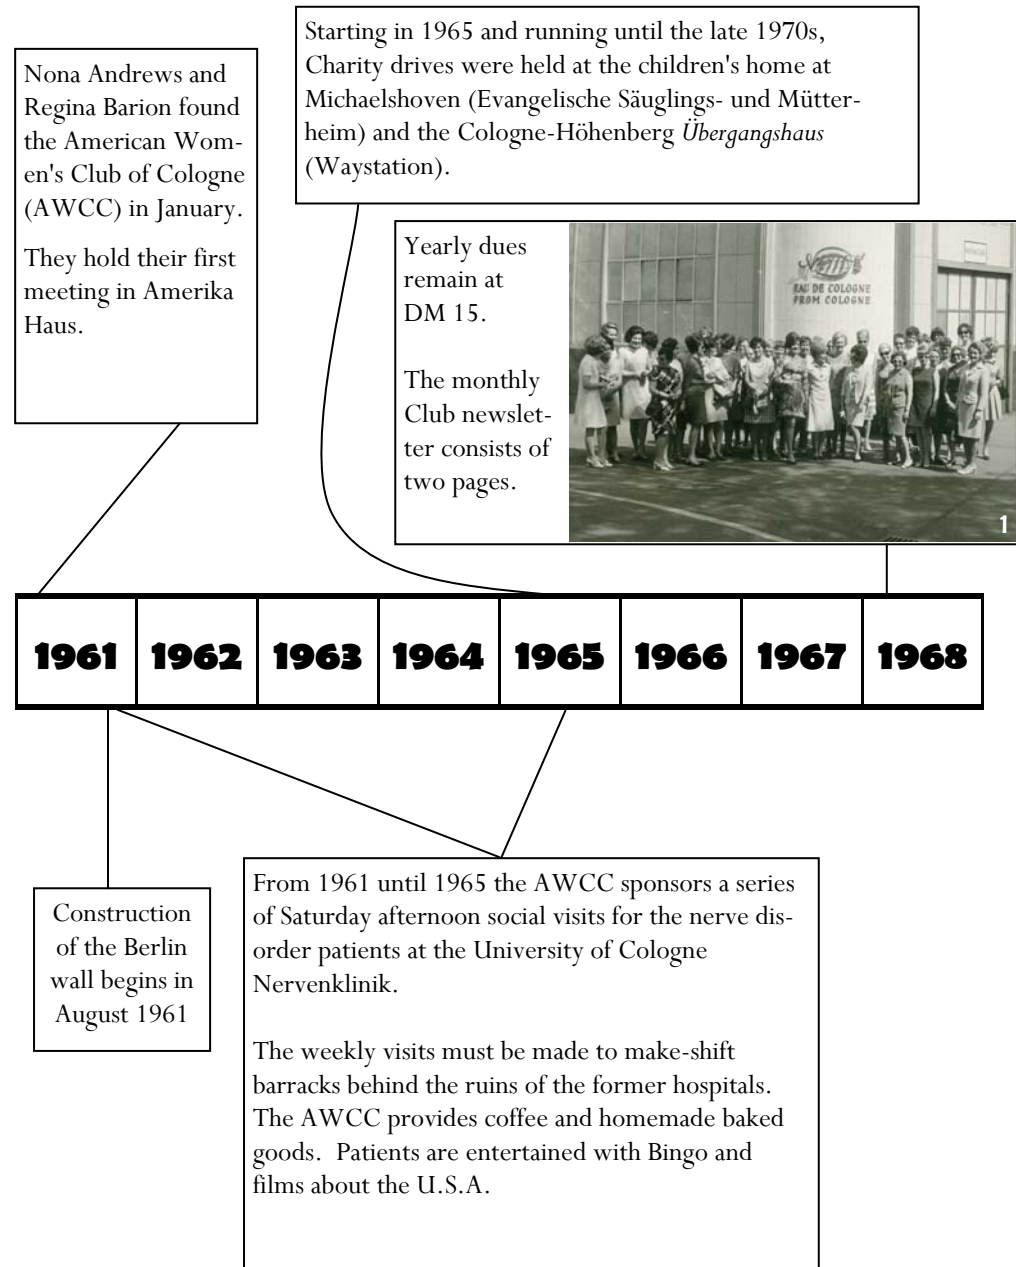 Starting in 1965 and running until the late 1970s,
Charity drives were held at the children's home at
Michaelshoven (Evangelische Säuglings- und Mütter-
heim) and the Cologne-Höhenberg Übergangshaus
(Waystation).
Nona Andrews and
Regina Barion found
the American Wom-
en's Club of Cologne
(AWCC) in January.
They hold their first
meeting in Amerika
Haus.
Yearly dues
remain at
DM 15.
The monthly
Club newslet-
ter consists of
two pages.
EAU DE COLOGNE
FROM COLOGNE
1
1961 1962 1963 1964 1965 1966 1967 1968
Construction
of the Berlin
wall begins in
August 1961
From 1961 until 1965 the AWCC sponsors a series
of Saturday afternoon social visits for the nerve dis-
order patients at the University of Cologne
Nervenklinik.
The weekly visits must be made to make-shift
barracks behind the ruins of the former hospitals.
The AWCC provides coffee and homemade baked
goods.  Patients are entertained with Bingo and
films about the U.S.A.